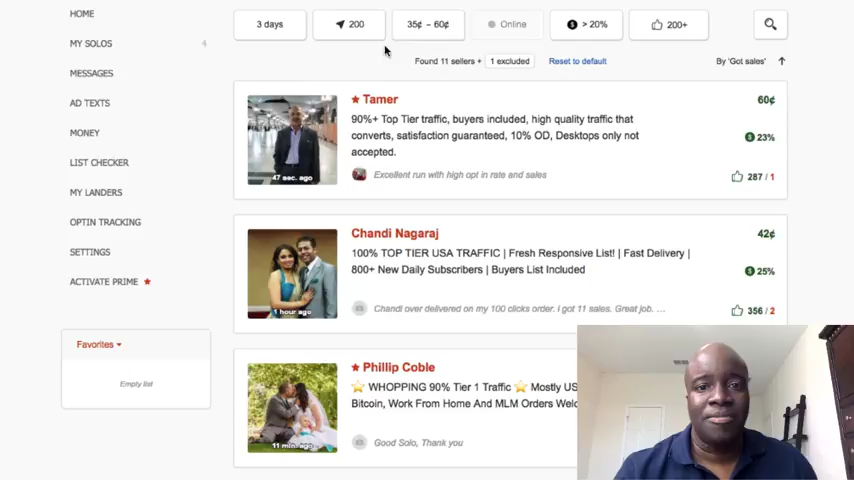 HOME
MY SOLOS 4
MESSAGES
AD TEXTS
MONEY
LIST CHECKER
MY LANDERS
OPTIN TRACKING
SETTINGS
ACTIVATE PRIME
Favorites
Empty list
3 days
200
35¢ – 60¢
Online
> 20%
200+
Found 11 sellers + 1 excluded Reset to default
By 'Got sales'
Tamer
60¢
90%+ Top Tier traffic, buyers included, high quality traffic that
converts, satisfaction guaranteed, 10% OD, Desktops only not
accepted.
23%
47 sec. ago
Excellent run with high opt in rate and sales
287 / 1
Chandi Nagaraj
42¢
100% TOP TIER USA TRAFFIC | Fresh Responsive List! | Fast Delivery |
800+ New Daily Subscribers | Buyers List Included
25%
1 hour ago
Chandi over delivered on my 100 clicks order. I got 11 sales. Great job. ...
356 / 2
Phillip Coble
WHOPPING 90% Tier 1 Traffic Mostly US
Bitcoin, Work From Home And MLM Orders
11 min. ago
Good Solo, Thank you